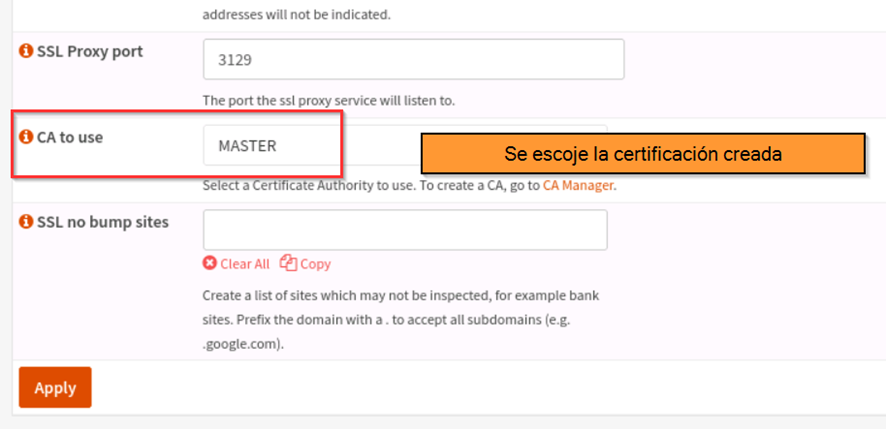 addresses will not be indicated.
SSL Proxy port
3129
The port the ssl proxy service will listen to.
CA to use
MASTER
Se escoje la certificación creada
Select a Certificate Authority to use. To create a CA, go to CA Manager.
SSL no bump sites
Clear All Copy
Create a list of sites which may not be inspected, for example bank
sites. Prefix the domain with a . to accept all subdomains (e.g.
.google.com).
Apply